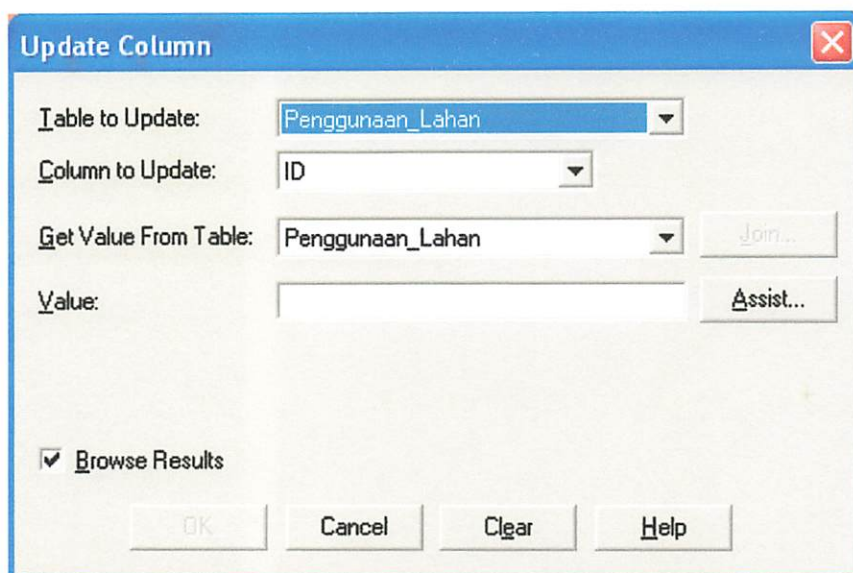 Update Column
Table to Update: Penggunaan_Lahan
Column to Update: ID
Get Value From Table: Penggunaan_Lahan Join...
Value: Assist...
Browse Results
OK Cancel Clear Help